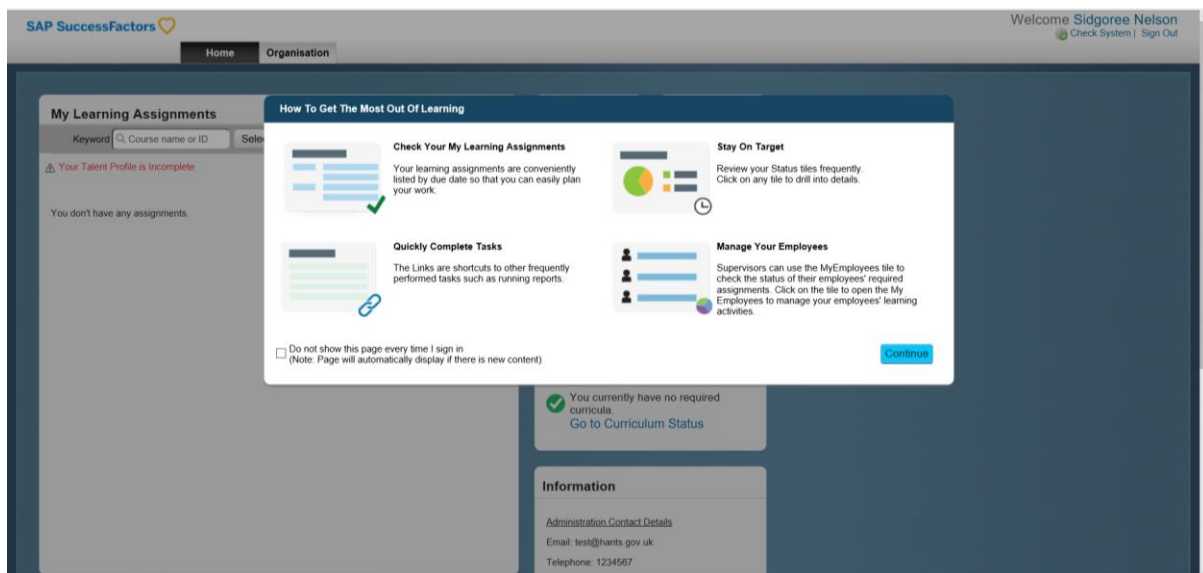 SAP SuccessFactors
Welcome Sidgoree Nelson
Check System | Sign Out
Home Organisation
My Learning Assignments
Keyword Course name or ID
Your Talent Profile is Incomplete
You don't have any assignments.
How To Get The Most Out Of Learning
Check Your My Learning Assignments
Your learning assignments are conveniently
listed by due date so that you can easily plan
your work.
Stay On Target
Review your Status tiles frequently.
Click on any tile to drill into details.
Quickly Complete Tasks
The Links are shortcuts to other frequently
performed tasks such as running reports.
Manage Your Employees
Supervisors can use the MyEmployees tile to
check the status of their employees' required
assignments. Click on the tile to open the My
Employees to manage your employees' learning
activities.
Do not show this page every time I sign in
(Note: Page will automatically display if there is new content)
Continue
You currently have no required
curricula.
Go to Curriculum Status
Information
Administration Contact Details
Email: test@hants.gov.uk
Telephone: 1234567